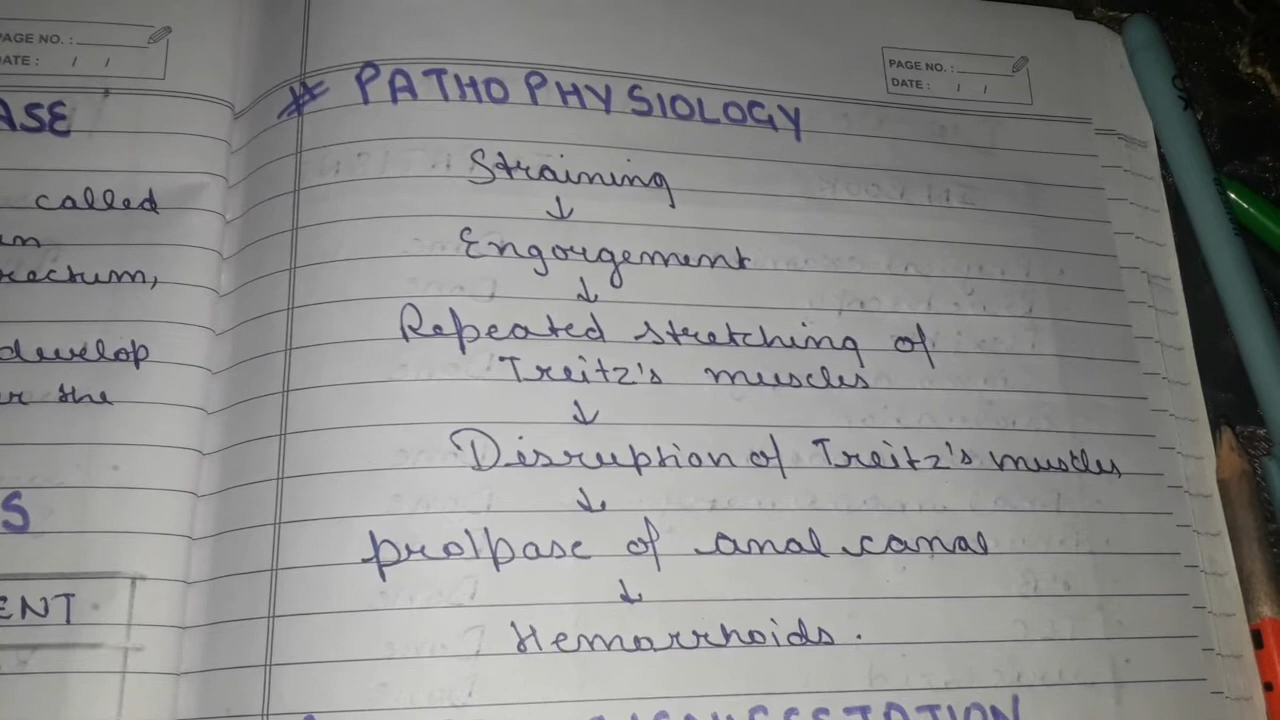 PAGE NO. :
DATE : / /
ASE
called
rectum,
develop
the
S
ENT
PAGE NO. :
DATE : / /
# PATHOPHYSIOLOGY
Straining
↓
Engorgement
↓
Repeated stretching of
Treitz's muscles
↓
Disruption of Treitz's muscles
↓
prolpase of anal canal
↓
Hemorrhoids.